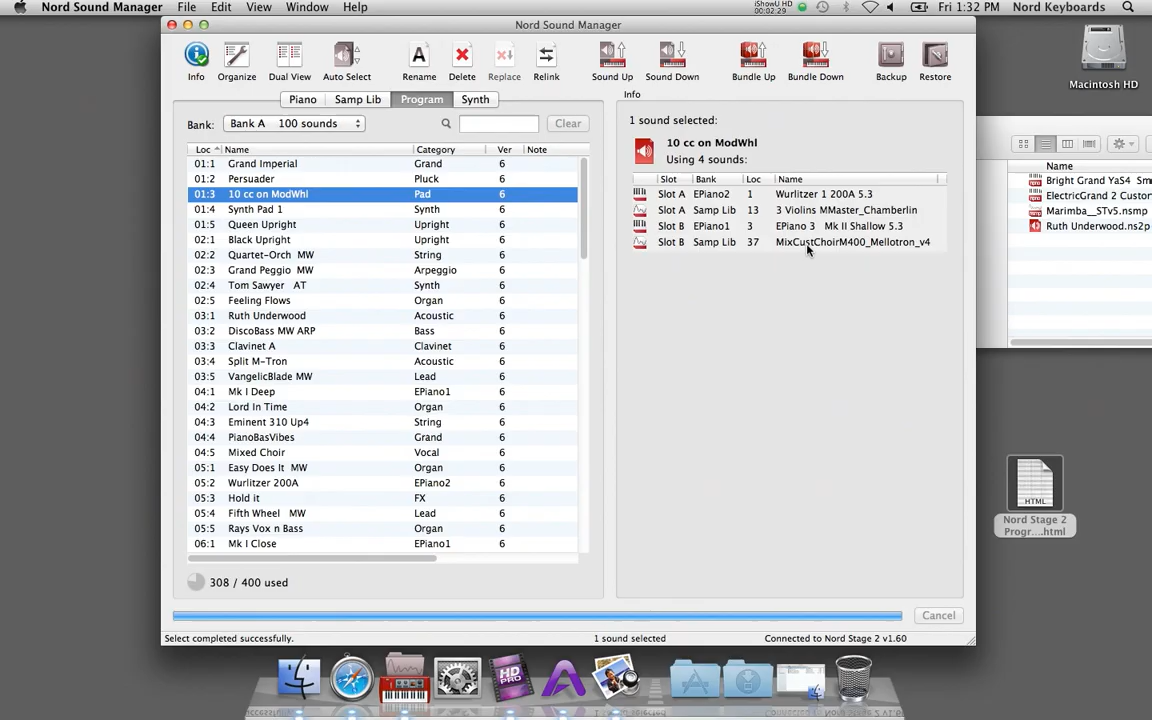 Nord Sound Manager File Edit View Window Help iShowU HD 00:02:29 Fri 1:32 PM Nord Keyboards
Nord Sound Manager
Info Organize Dual View Auto Select Rename Delete Replace Relink Sound Up Sound Down Bundle Up Bundle Down Backup Restore
Piano Samp Lib Program Synth
Bank: Bank A 100 sounds Clear
Loc Name Category Ver Note
01:1 Grand Imperial Grand 6
01:2 Persuader Pluck 6
01:3 10 cc on ModWhl Pad 6
01:4 Synth Pad 1 Synth 6
01:5 Queen Upright Upright 6
02:1 Black Upright Upright 6
02:2 Quartet-Orch MW String 6
02:3 Grand Peggio MW Arpeggio 6
02:4 Tom Sawyer AT Synth 6
02:5 Feeling Flows Organ 6
03:1 Ruth Underwood Acoustic 6
03:2 DiscoBass MW ARP Bass 6
03:3 Clavinet A Clavinet 6
03:4 Split M-Tron Acoustic 6
03:5 VangelicBlade MW Lead 6
04:1 Mk I Deep EPiano1 6
04:2 Lord In Time Organ 6
04:3 Eminent 310 Up4 String 6
04:4 PianoBasVibes Grand 6
04:5 Mixed Choir Vocal 6
05:1 Easy Does It MW Organ 6
05:2 Wurlitzer 200A EPiano2 6
05:3 Hold it FX 6
05:4 Fifth Wheel MW Lead 6
05:5 Rays Vox n Bass Organ 6
06:1 Mk I Close EPiano1 6
308 / 400 used
Info
1 sound selected:
10 cc on ModWhl
Using 4 sounds:
Slot Bank Loc Name
Slot A EPiano2 1 Wurlitzer 1 200A 5.3
Slot A Samp Lib 13 3 Violins MMaster_Chamberlin
Slot B EPiano1 3 EPiano 3 Mk II Shallow 5.3
Slot B Samp Lib 37 MixCustChoirM400_Mellotron_v4
Cancel
Select completed successfully. 1 sound selected Connected to Nord Stage 2 v1.60
Macintosh HD
Name
Bright Grand YaS4 Sm
ElectricGrand 2 Custor
Marimba__STv5.nsmp
Ruth Underwood.ns2p
HTML
Nord Stage 2
Progr....html
HD
PRO